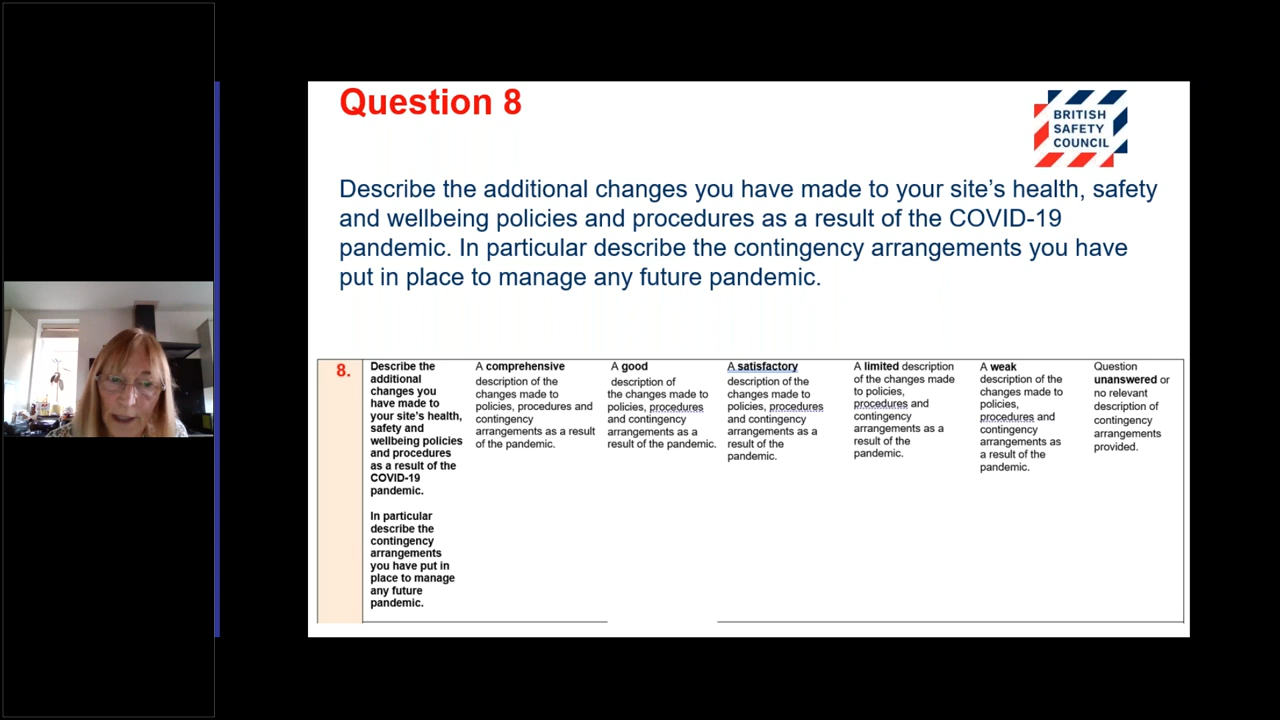 Question 8
BRITISH
SAFETY
COUNCIL
Describe the additional changes you have made to your site's health, safety
and wellbeing policies and procedures as a result of the COVID-19
pandemic. In particular describe the contingency arrangements you have
put in place to manage any future pandemic.
8.
Describe the
additional
changes you
have made to
your site's health,
safety and
wellbeing policies
and procedures
as a result of the
COVID-19
pandemic.
In particular
describe the
contingency
arrangements
you have put in
place to manage
any future
pandemic.
A comprehensive
description of the
changes made to
policies, procedures and
contingency
arrangements as a result
of the pandemic.
A good
description of
the changes made to
policies, procedures
and contingency
arrangements as a
result of the pandemic.
A satisfactory
description of the
changes made to
policies, procedures
and contingency
arrangements as a
result of the
pandemic.
A limited description
of the changes made
to policies,
procedures and
contingency
arrangements as a
result of the
pandemic.
A weak
description of the
changes made to
policies,
procedures and
contingency
arrangements as
a result of the
pandemic.
Question
unanswered or
no relevant
description of
contingency
arrangements
provided.